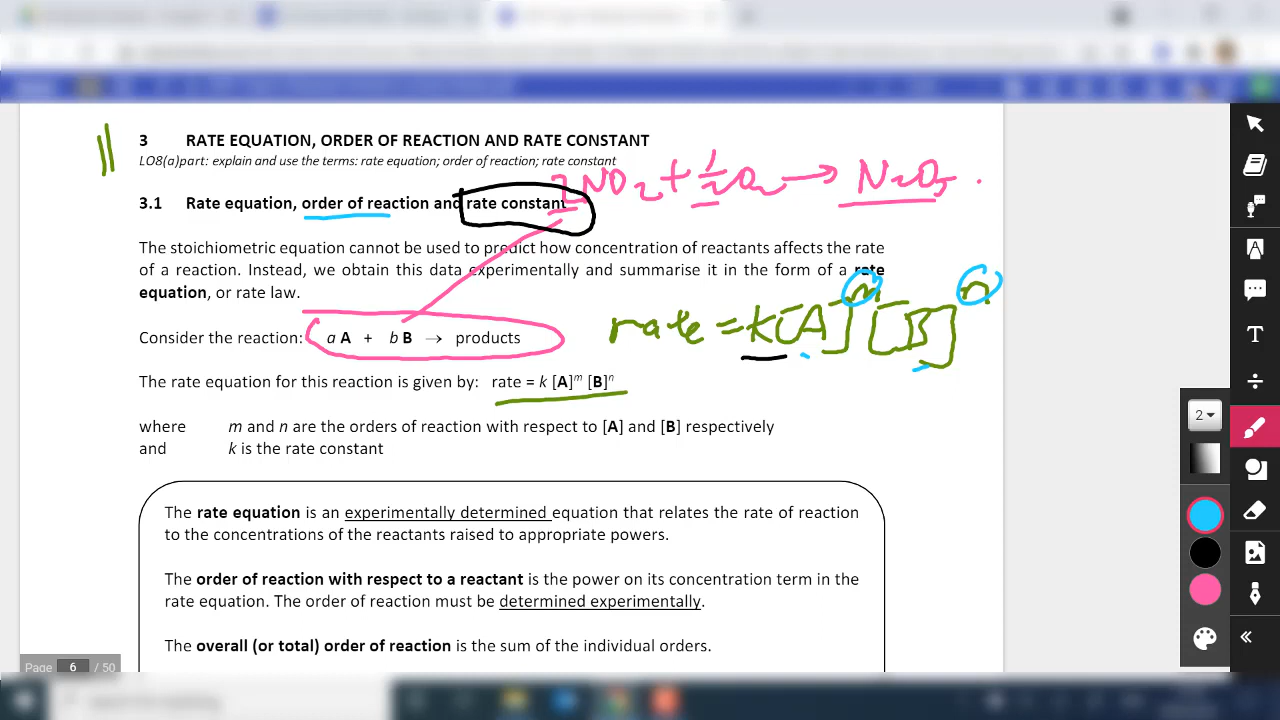 3 RATE EQUATION, ORDER OF REACTION AND RATE CONSTANT
LO8(a)part: explain and use the terms: rate equation; order of reaction; rate constant
2NO2 + 1/2 O2 → N2O5.
3.1 Rate equation, order of reaction and rate constant
The stoichiometric equation cannot be used to predict how concentration of reactants affects the rate
of a reaction. Instead, we obtain this data experimentally and summarise it in the form of a rate
equation, or rate law.
rate = k[A]^m [B]^n
Consider the reaction: a A + b B → products
The rate equation for this reaction is given by: rate = k [A]^m [B]^n
where m and n are the orders of reaction with respect to [A] and [B] respectively
and k is the rate constant
The rate equation is an experimentally determined equation that relates the rate of reaction
to the concentrations of the reactants raised to appropriate powers.
The order of reaction with respect to a reactant is the power on its concentration term in the
rate equation. The order of reaction must be determined experimentally.
The overall (or total) order of reaction is the sum of the individual orders.
Page 6 / 50
2
T
A